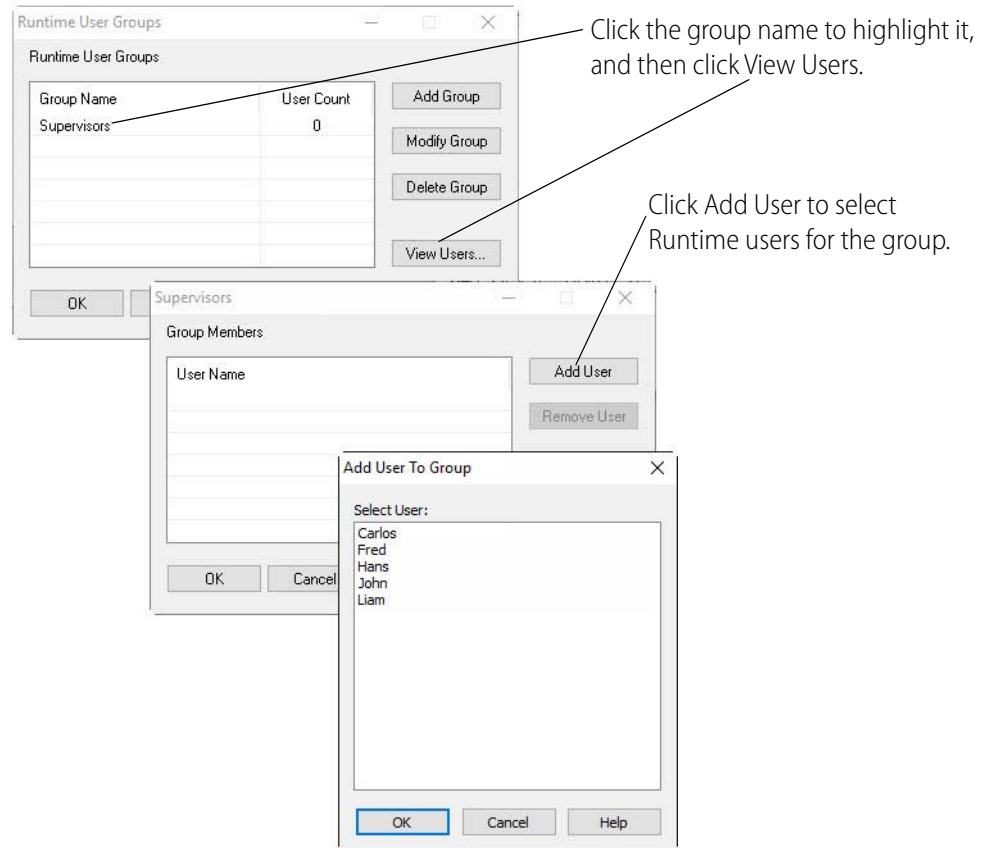 Runtime User Groups
Click the group name to highlight it,
and then click View Users.
Runtime User Groups
Group Name User Count
Supervisors 0
Add Group
Modify Group
Delete Group
View Users...
Click Add User to select
Runtime users for the group.
OK
Supervisors
Group Members
User Name
Add User
Remove User
OK Cancel
Add User To Group
Select User:
Carlos
Fred
Hans
John
Liam
OK Cancel Help